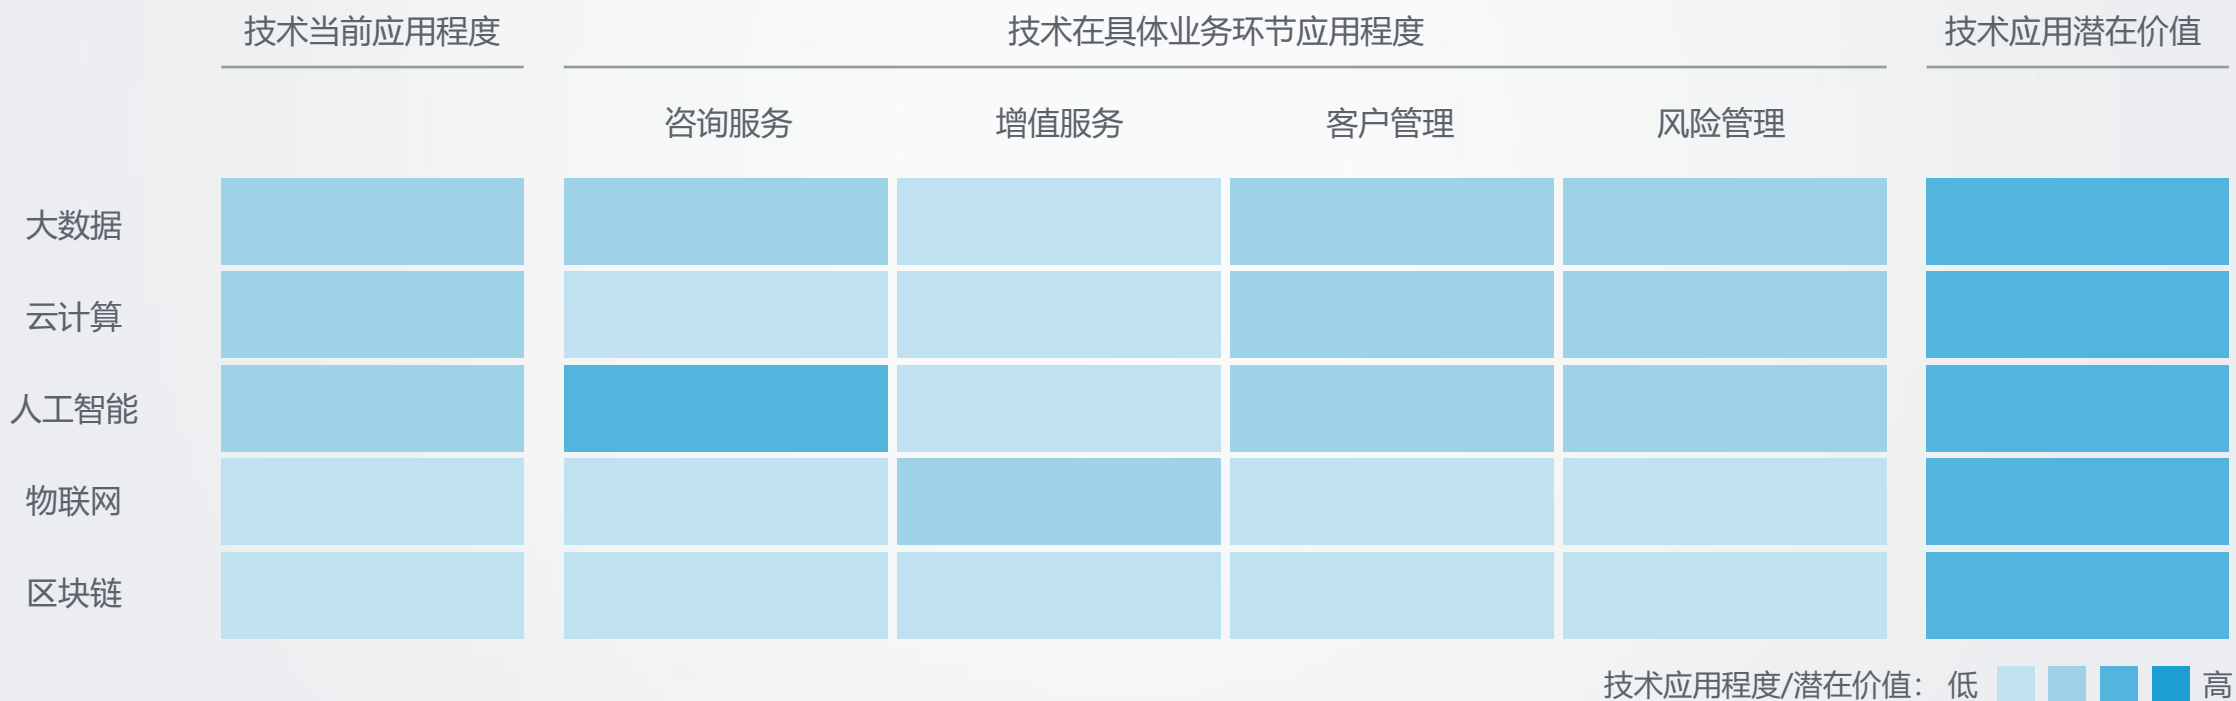 技术当前应用程度
技术在具体业务环节应用程度
技术应用潜在价值
咨询服务
增值服务
客户管理
风险管理
大数据
云计算
人工智能
物联网
区块链
技术应用程度/潜在价值： 低
高